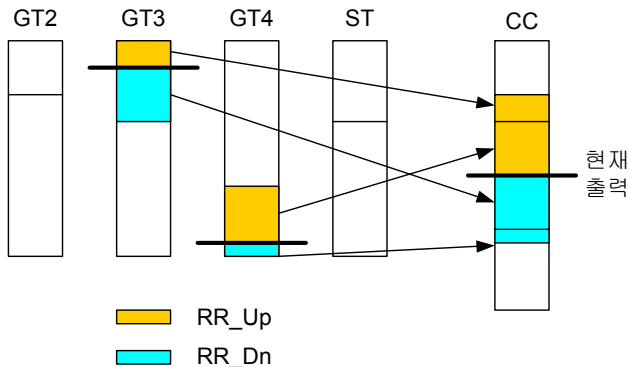 GT2 GT3 GT4 ST CC
현재
출력
RR_Up
RR_Dn